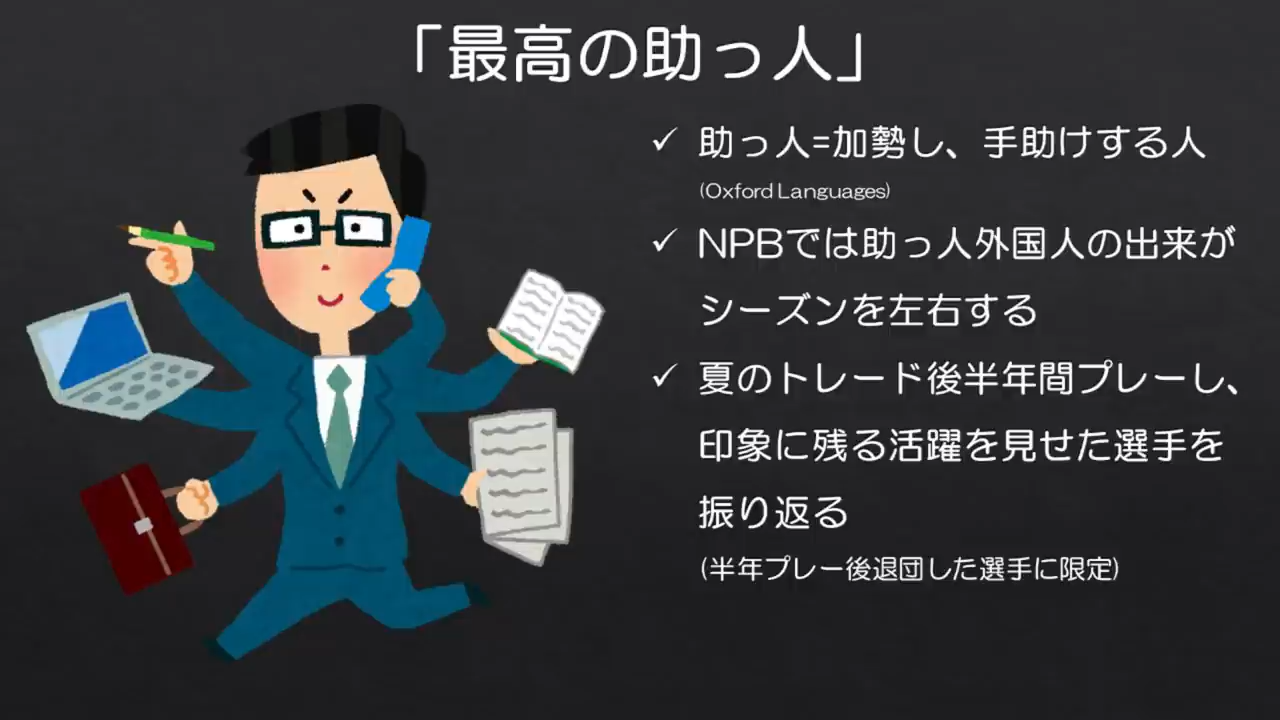 「最高の助っ人」
✓ 助っ人=加勢し、手助けする人
(Oxford Languages)
✓ NPBでは助っ人外国人の出来が
シーズンを左右する
✓ 夏のトレード後半年間プレーし、
印象に残る活躍を見せた選手を
振り返る
(半年プレー後退団した選手に限定)